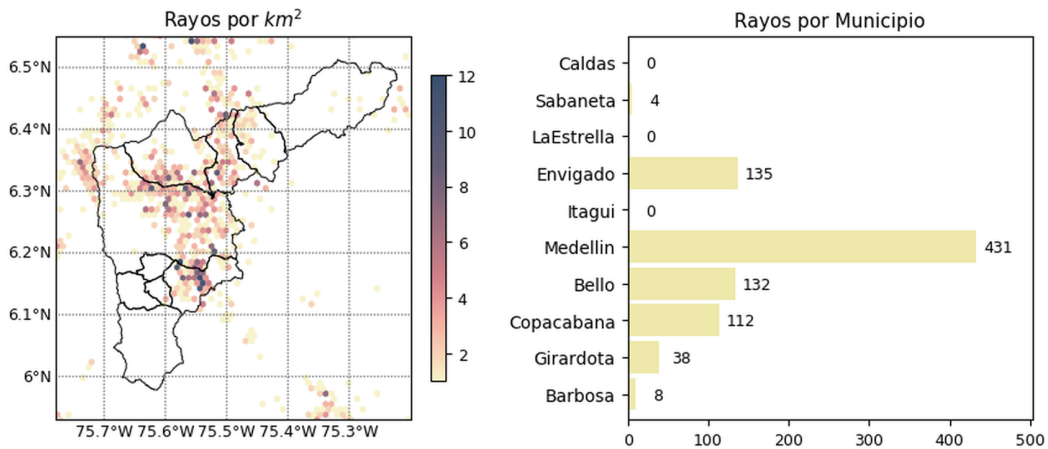 Rayos por km²
6.5°N
6.4°N
6.3°N
6.2°N
6.1°N
6°N
75.7°W 75.6°W 75.5°W 75.4°W 75.3°W
12
10
8
6
4
2
Rayos por Municipio
Caldas 0
Sabaneta 4
LaEstrella 0
Envigado 135
Itagui 0
Medellin 431
Bello 132
Copacabana 112
Girardota 38
Barbosa 8
0 100 200 300 400 500